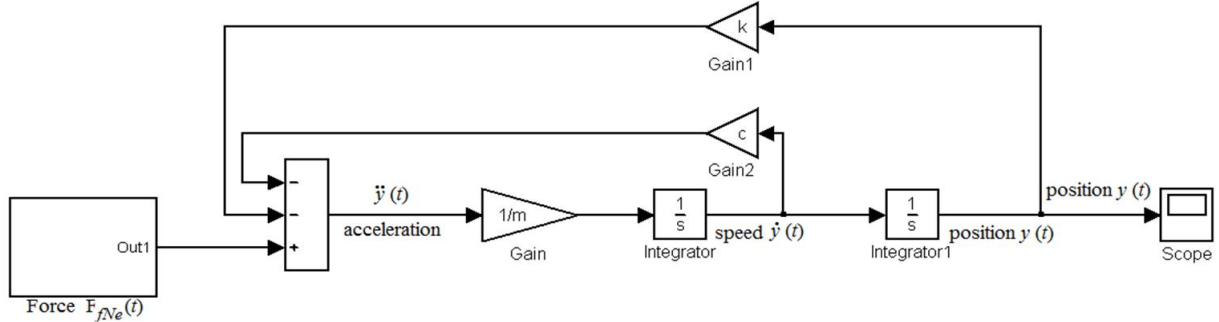 k
Gain1
c
Gain2
−
−
+
ÿ (t)
acceleration
1/m
Gain
1
s
Integrator
speed ẏ (t)
1
s
Integrator1
position y (t)
position y (t)
Scope
Out1
Force F_fNe(t)